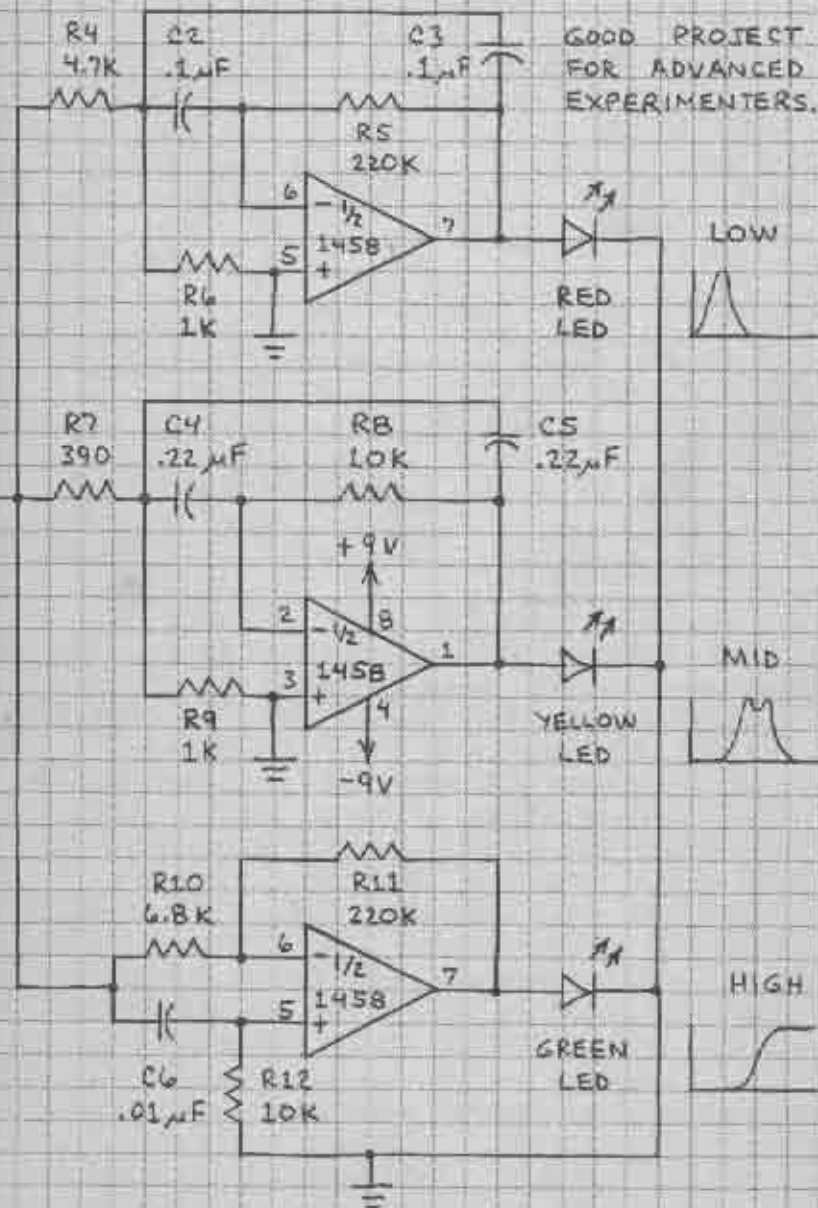 R4
4.7K
C2
.1µF
C3
.1µF
GOOD PROJECT
FOR ADVANCED
EXPERIMENTERS.
R5
220K
6
- 1/2
1458
7
5
+
R6
1K
RED
LED
LOW
R7
390
C4
.22µF
R8
10K
C5
.22µF
+9V
2
8
- 1/2
1458
1
3
+
4
R9
1K
-9V
YELLOW
LED
MID
R10
6.8K
R11
220K
6
- 1/2
1458
7
5
+
GREEN
LED
HIGH
C6
.01µF
R12
10K